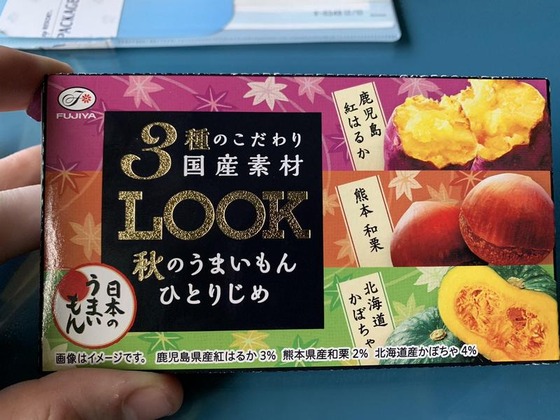 PACKAGE
FUJIYA
3種のこだわり
国産素材
LOOK
秋のうまいもん
ひとりじめ
日本の
うまい
もん
鹿児島
紅はるか
熊本 和栗
北海道
かぼちゃ
画像はイメージです。 鹿児島県産紅はるか3% 熊本県産和栗2% 北海道産かぼちゃ4%